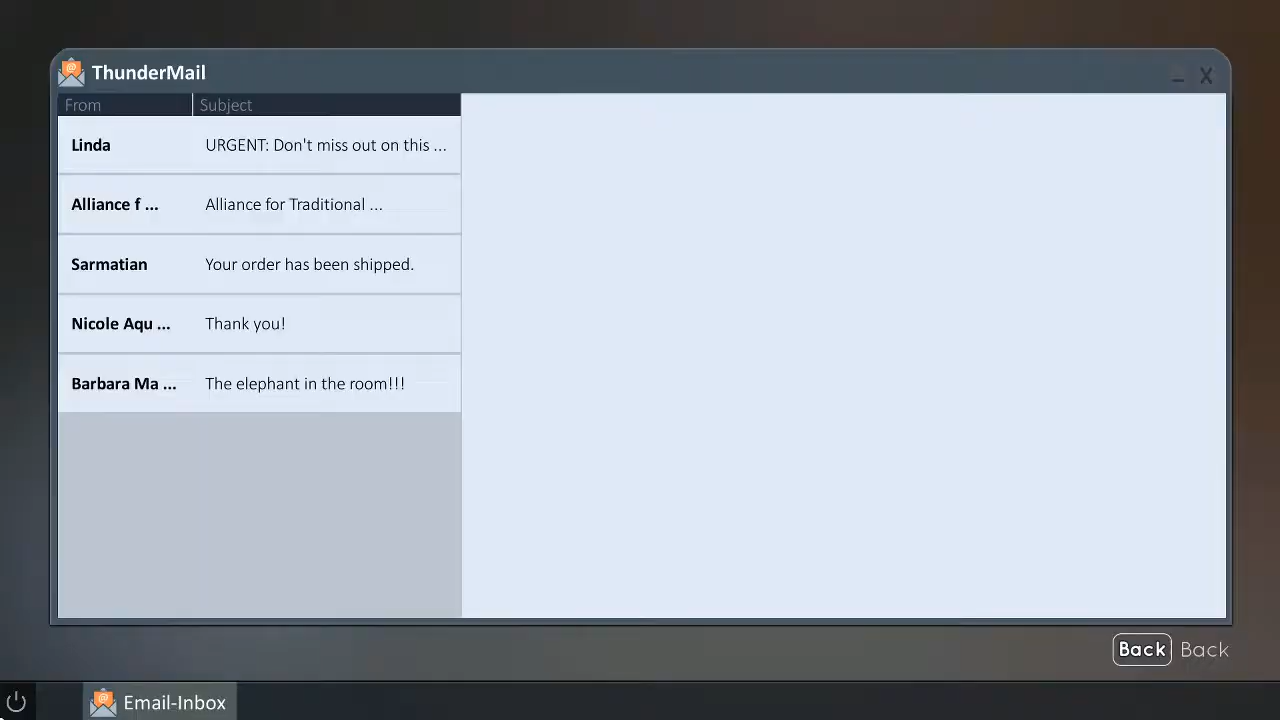 ThunderMail
From Subject
Linda URGENT: Don't miss out on this ...
Alliance f ... Alliance for Traditional ...
Sarmatian Your order has been shipped.
Nicole Aqu ... Thank you!
Barbara Ma ... The elephant in the room!!!
Back Back
Email-Inbox